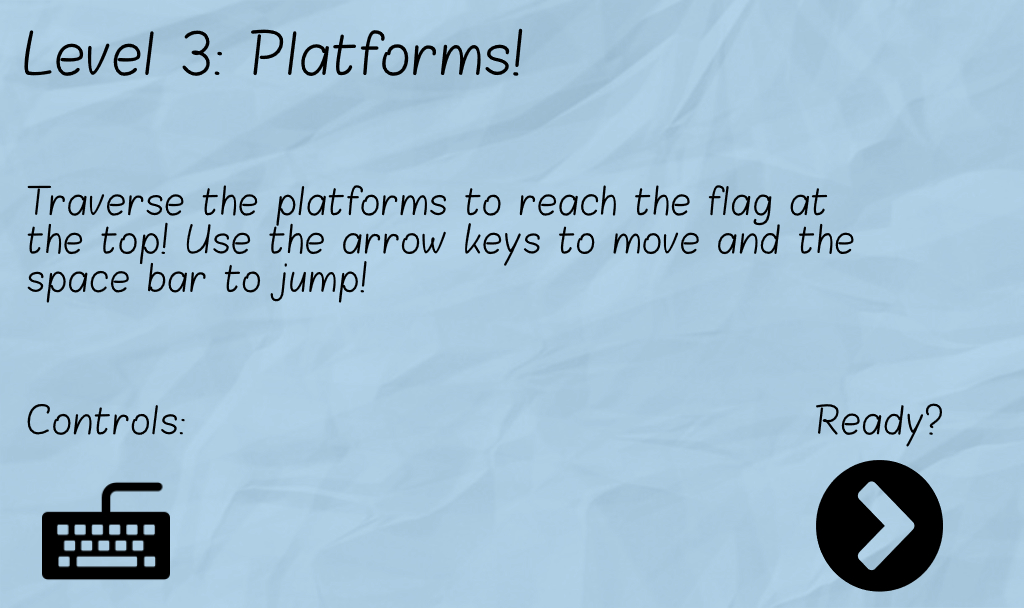 Level 3: Platforms!
Traverse the platforms to reach the flag at
the top! Use the arrow keys to move and the
space bar to jump!
Controls:
Ready?